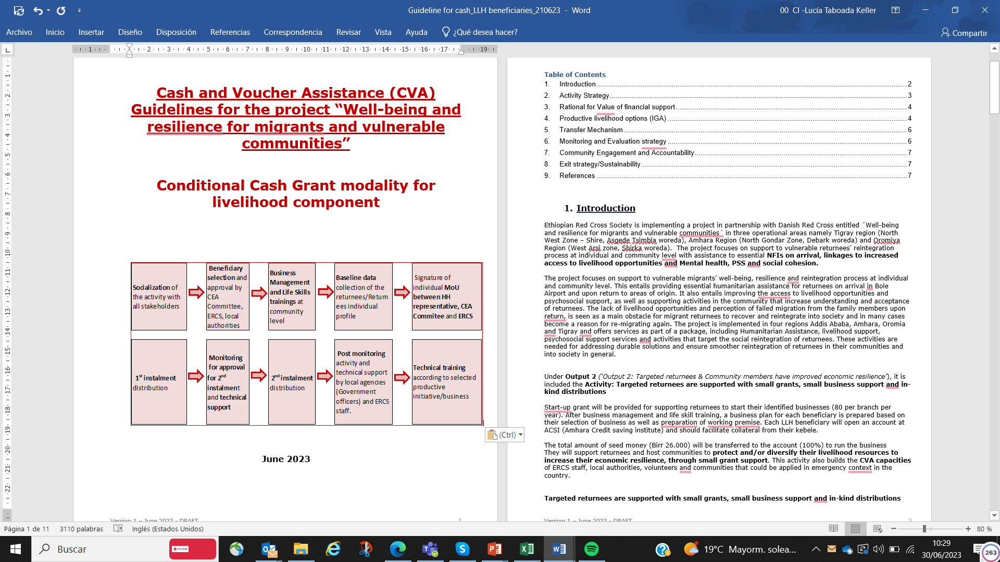 Guideline for cash_LLH beneficiaries_210623 - Word
00 CI -Lucía Taboada Keller
Archivo Inicio Insertar Diseño Disposición Referencias Correspondencia Revisar Vista Ayuda ¿Qué desea hacer? Compartir
Cash and Voucher Assistance (CVA)
Guidelines for the project “Well-being and
resilience for migrants and vulnerable
communities”
Conditional Cash Grant modality for
livelihood component
Socialization of
the activity with
all stakeholders
Beneficiary
selection and
approval by
CEA
Committee,
ERCS, local
authorities
Business
Management
and Life Skills
trainings at
community
level
Baseline data
collection of the
returnees/Return
ees individual
profile
Signature of
individual MoU
between HH
representative, CEA
Commitee and ERCS
1st instalment
distribution
Monitoring
for approval
for 2nd
instalment
and technical
support
2nd instalment
distribution
Post monitoring
activity and
technical support
by local agencies
(Government
officers) and ERCS
staff.
Technical training
according to selected
productive
initiative/business
(Ctrl)
June 2023
Version 1 – June 2023 - DRAFT 1
Table of Contents
1. Introduction 2
2. Activity Strategy 3
3. Rational for Value of financial support 4
4. Productive livelihood options (IGA) 4
5. Transfer Mechanism 6
6. Monitoring and Evaluation strategy 6
7. Community Engagement and Accountability 7
8. Exit strategy/Sustainability 7
9. References 7
1. Introduction
Ethiopian Red Cross Society is implementing a project in partnership with Danish Red Cross entitled ´Well-being
and resilience for migrants and vulnerable communities´ in three operational areas namely Tigray region (North
West Zone – Shire, Asgede Tsimbla woreda), Amhara Region (North Gondar Zone, Debark woreda) and Oromiya
Region (West Arsi zone, Shirka woreda). The project focuses on support to vulnerable returnees’ reintegration
process at individual and community level with assistance to essential NFIs on arrival, linkages to increased
access to livelihood opportunities and Mental health, PSS and social cohesion.
The project focuses on support to vulnerable migrants’ well-being, resilience and reintegration process at individual
and community level. This entails providing essential humanitarian assistance for returnees on arrival in Bole
Airport and upon return to areas of origin. It also entails improving the access to livelihood opportunities and
psychosocial support, as well as supporting activities in the community that increase understanding and acceptance
of returnees. The lack of livelihood opportunities and perception of failed migration from the family members upon
return, is seen as a main obstacle for migrant returnees to recover and reintegrate into society and in many cases
become a reason for re-migrating again. The project is implemented in four regions Addis Ababa, Amhara, Oromia
and Tigray and offers services as part of a package, including Humanitarian Assistance, livelihood support,
psychosocial support services and activities that target the social reintegration of returnees. These activities are
needed for addressing durable solutions and ensure smoother reintegration of returnees in their communities and
into society in general.
Under Output 2 (‘Output 2: Targeted returnees & Community members have improved economic resilience’), it is
included the Activity: Targeted returnees are supported with small grants, small business support and in-
kind distributions
Start-up grant will be provided for supporting returnees to start their identified businesses (80 per branch per
year). After business management and life skill training, a business plan for each beneficiary is prepared based on
their selection of business as well as preparation of working premise. Each LLH beneficiary will open an account at
ACSI (Amhara Credit saving institute) and should facilitate collateral from their kebele.
The total amount of seed money (Birr 26.000) will be transferred to the account (100%) to run the business
They will support returnees and host communities to protect and/or diversify their livelihood resources to
increase their economic resilience, through small grant support. This activity also builds the CVA capacities
of ERCS staff, local authorities, volunteers and communities that could be applied in emergency context in the
country.
Targeted returnees are supported with small grants, small business support and in-kind distributions
Version 1 – June 2023 - DRAFT 2
Página 1 de 11 3110 palabras Inglés (Estados Unidos) 80 %
Buscar
19°C Mayorm. solea...
10:29
30/06/2023
263